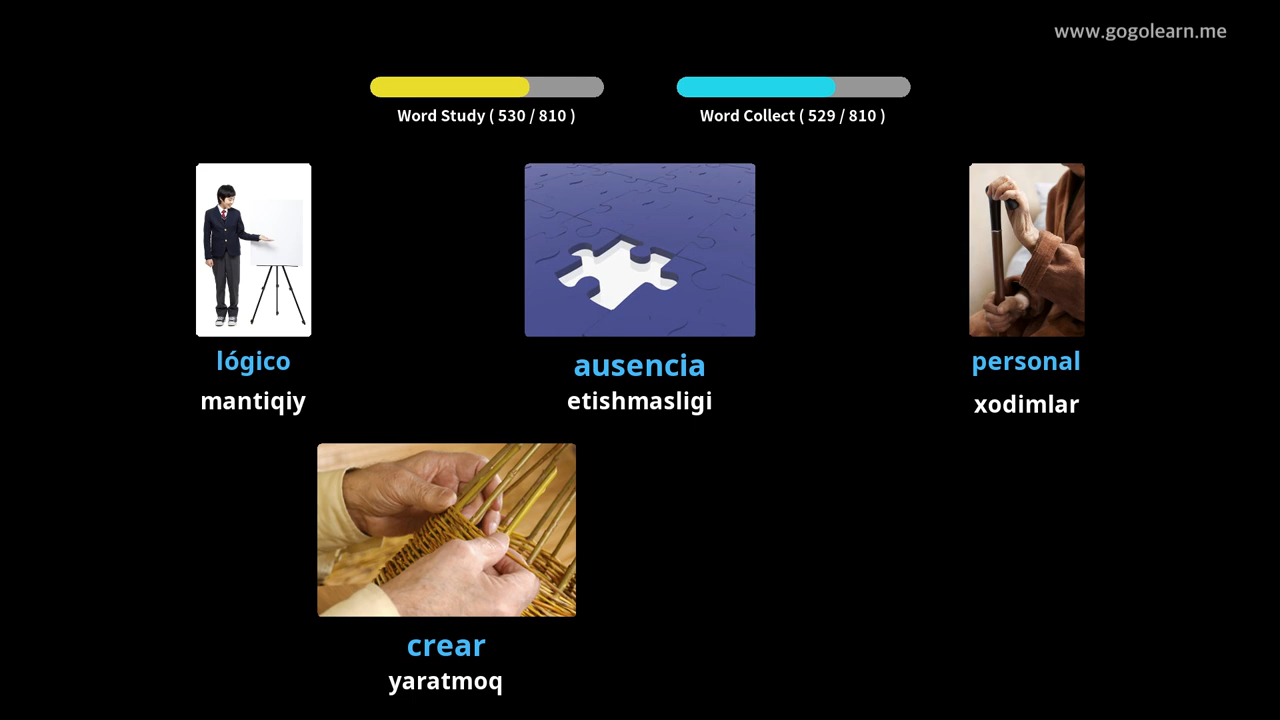 www.gogolearn.me
Word Study ( 530 / 810 )
Word Collect ( 529 / 810 )
lógico
mantiqiy
ausencia
etishmasligi
personal
xodimlar
crear
yaratmoq